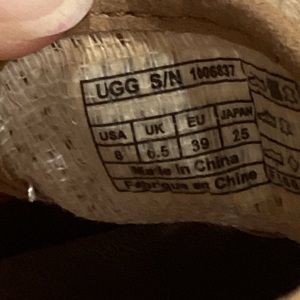 UGG S/N 1006837
USA UK EU JAPAN
8 6.5 39 25
Made in China
Fabriqué en Chine